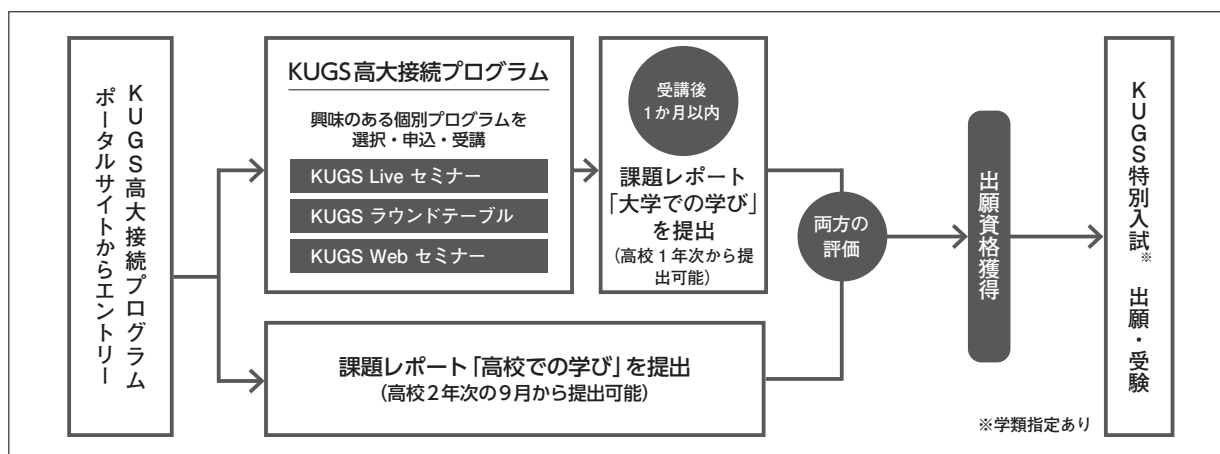 KUGS高大接続プログラム
ポータルサイトからエントリー
KUGS高大接続プログラム
興味のある個別プログラムを
選択・申込・受講
KUGS Live セミナー
KUGS ラウンドテーブル
KUGS Web セミナー
受講後
1か月以内
課題レポート
「大学での学び」
を提出
(高校1年次から提
出可能)
課題レポート「高校での学び」を提出
(高校2年次の9月から提出可能)
両方の
評価
出願資格獲得
KUGS特別入試※ 出願・受験
※学類指定あり